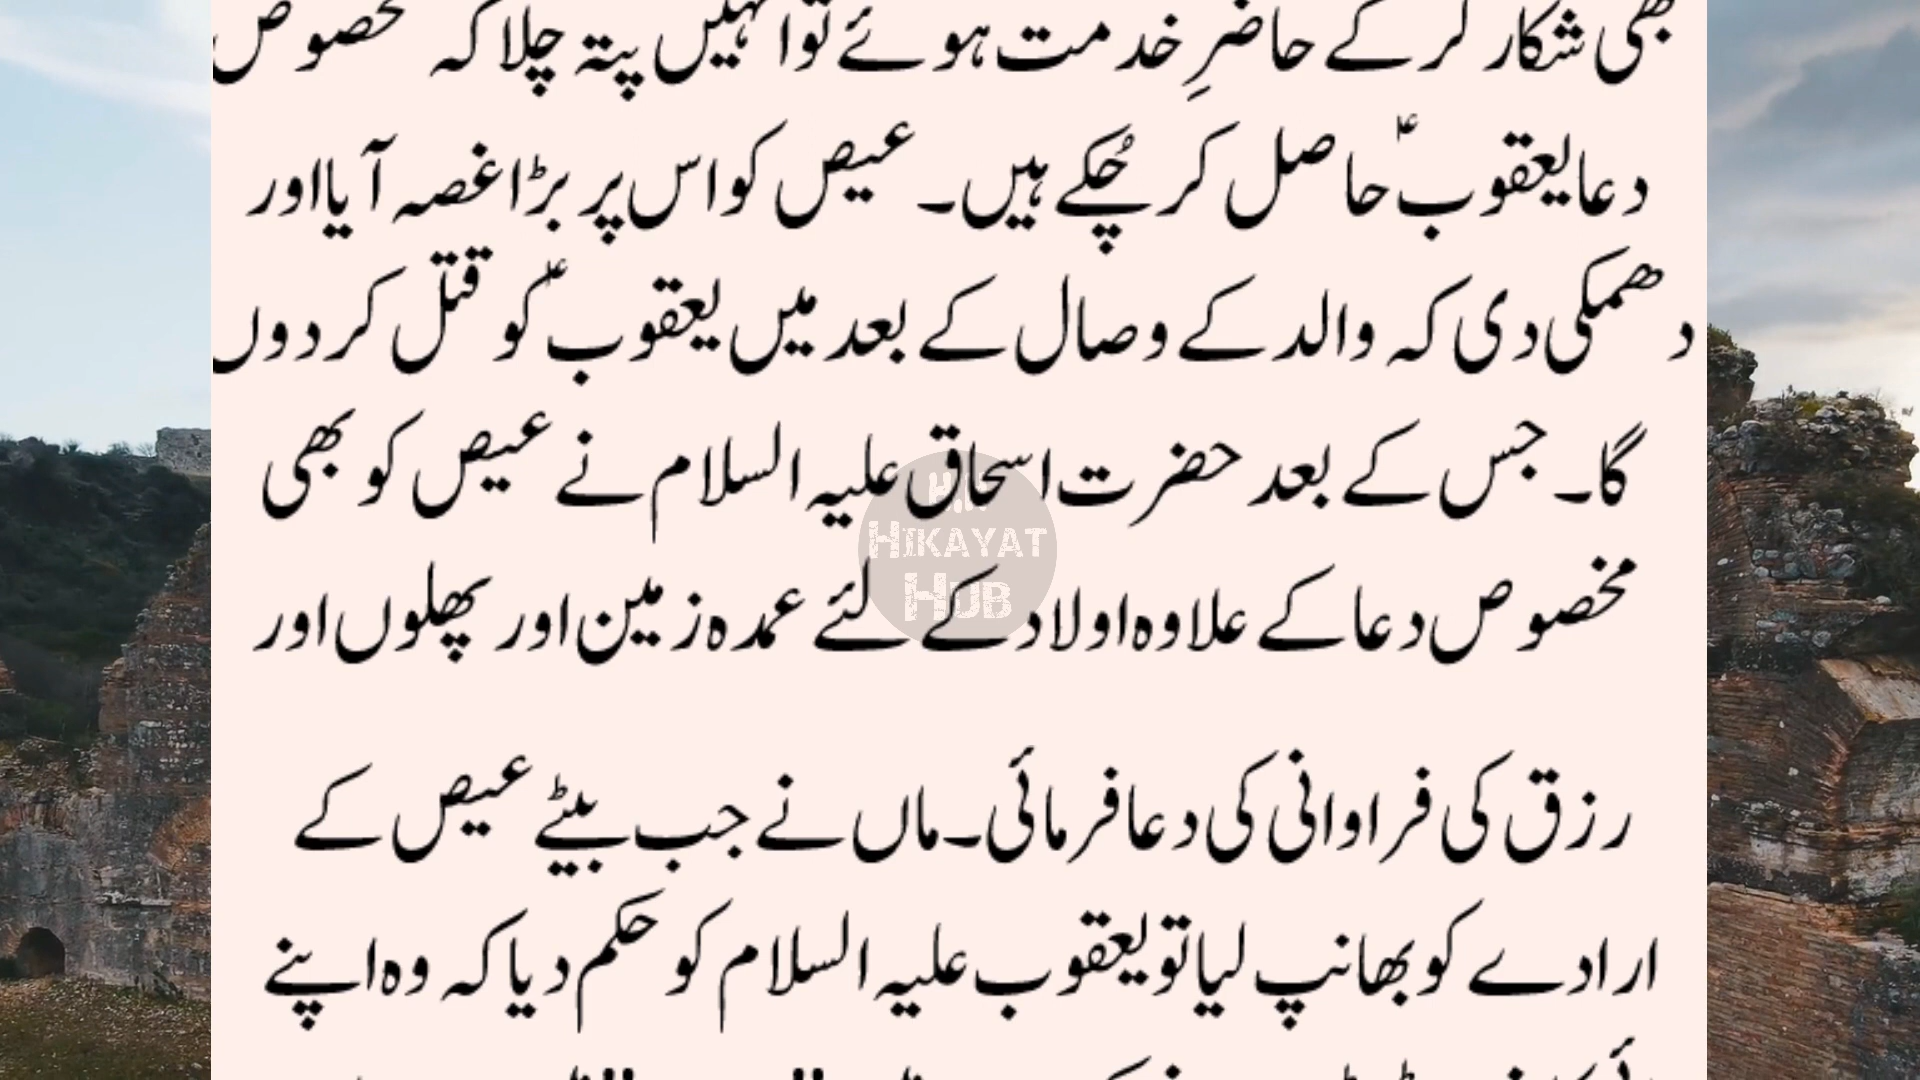 بھی شکار کرکے حاضرِ خدمت ہوئے توانہیں پتہ چلا کہ مخصوص
دعا یعقوبؑ حاصل کر چُکے ہیں۔ عیص کو اس پر بڑا غصہ آیا اور
دھمکی دی کہ والد کے وصال کے بعد میں یعقوبؑ کو قتل کر دوں
گا۔ جس کے بعد حضرت اسحاق علیہ السلام نے عیص کو بھی
مخصوص دعا کے علاوہ اولاد کے لئے عمدہ زمین اور پھلوں اور
HIKAYAT
HUB
رزق کی فراوانی کی دعا فرمائی۔ ماں نے جب بیٹے عیص کے
ارادے کو بھانپ لیا تو یعقوب علیہ السلام کو حکم دیا کہ وہ اپنے